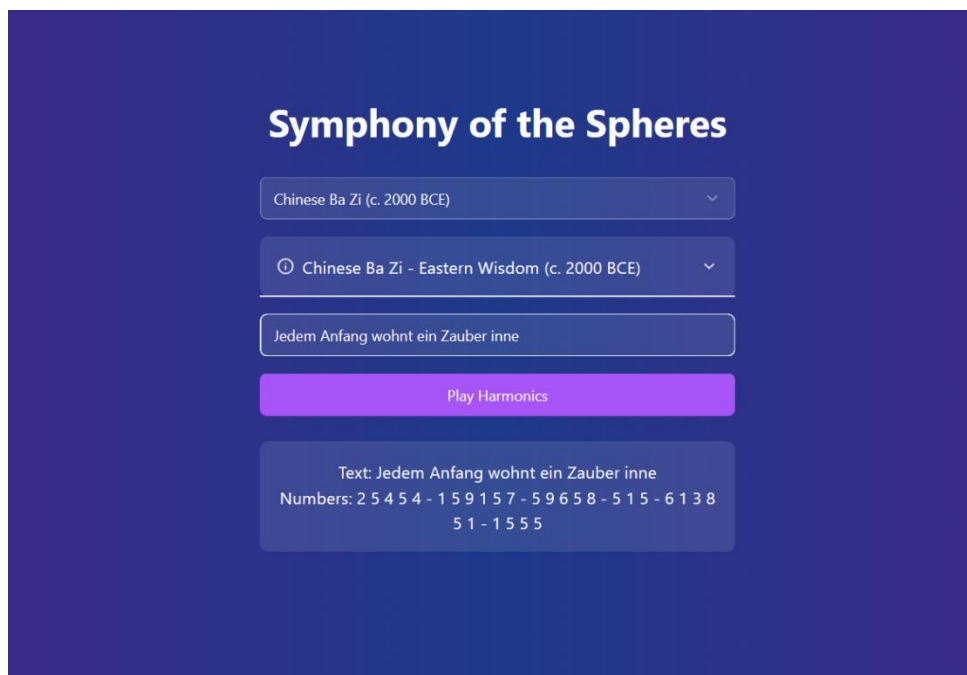 Symphony of the Spheres
Chinese Ba Zi (c. 2000 BCE)
Chinese Ba Zi - Eastern Wisdom (c. 2000 BCE)
Jedem Anfang wohnt ein Zauber inne
Play Harmonics
Text: Jedem Anfang wohnt ein Zauber inne
Numbers: 2 5 4 5 4 - 1 5 9 1 5 7 - 5 9 6 5 8 - 5 1 5 - 6 1 3 8
5 1 - 1 5 5 5